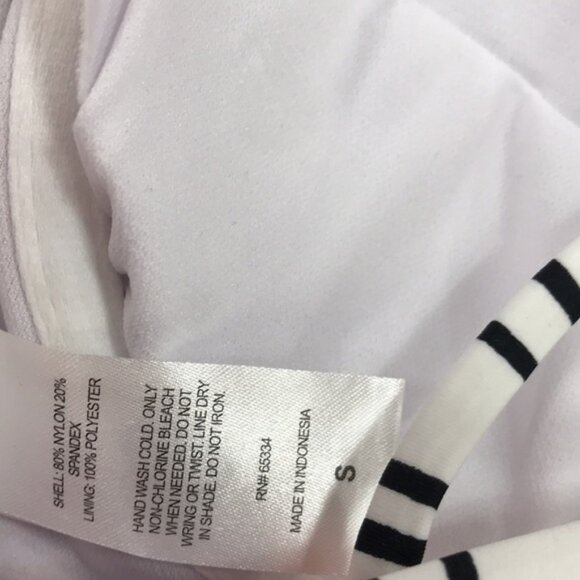 SHELL: 80% NYLON 20%
SPANDEX
LINING: 100% POLYESTER
HAND WASH COLD. ONLY
NON-CHLORINE BLEACH
WHEN NEEDED. DO NOT
WRING OR TWIST. LINE DRY
IN SHADE. DO NOT IRON.
RN# 65334
MADE IN INDONESIA
S